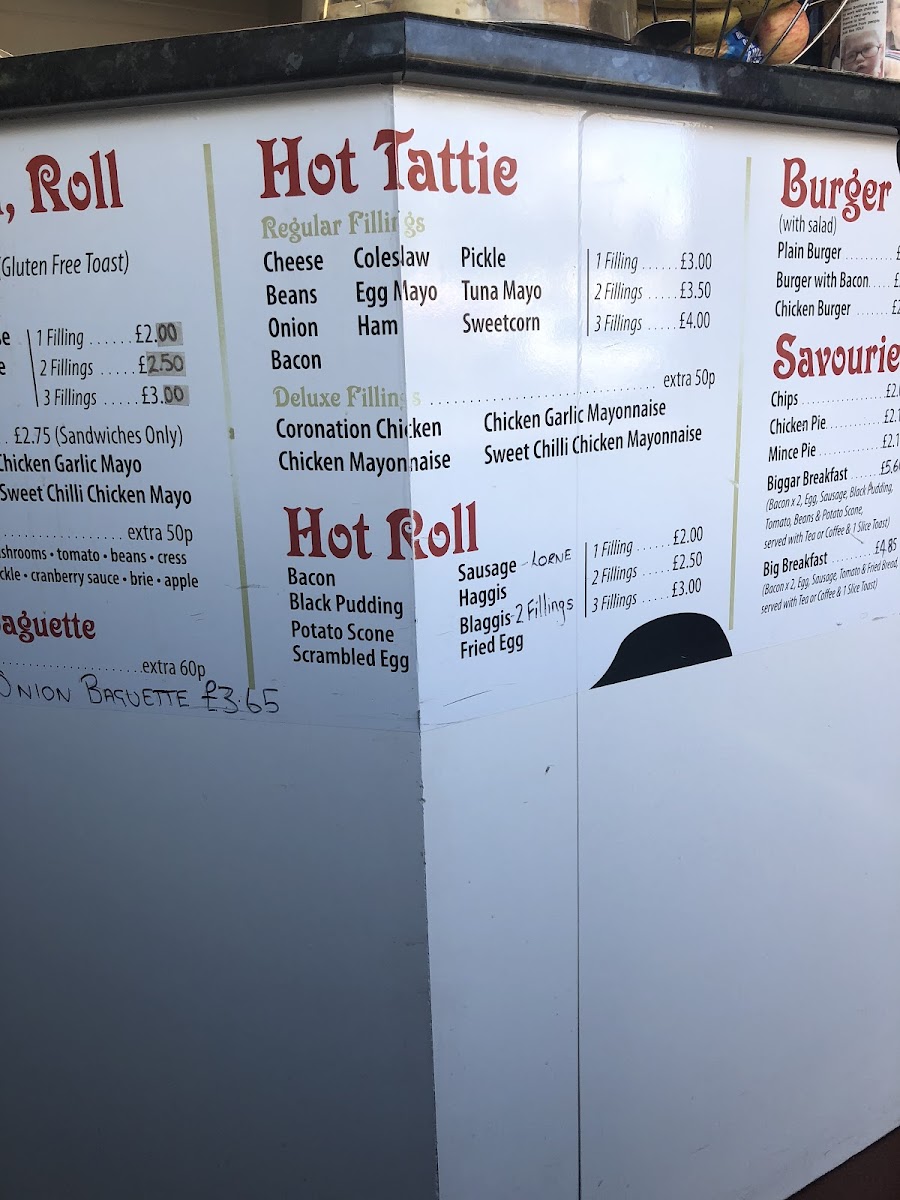 , Roll
(Gluten Free Toast)
1 Filling ...... £2.00
2 Fillings ..... £2.50
3 Fillings ..... £3.00
£2.75 (Sandwiches Only)
Chicken Garlic Mayo
Sweet Chilli Chicken Mayo
extra 50p
• tomato • beans • cress
• cranberry sauce • brie • apple
Baguette
extra 60p
Onion Baguette £3.65
Hot Tattie
Regular Fillings
Cheese Coleslaw Pickle
Beans Egg Mayo Tuna Mayo
Onion Ham Sweetcorn
Bacon
1 Filling ...... £3.00
2 Fillings ..... £3.50
3 Fillings ..... £4.00
Deluxe Fillings ...... extra 50p
Coronation Chicken Chicken Garlic Mayonnaise
Chicken Mayonnaise Sweet Chilli Chicken Mayonnaise
Hot Roll
Bacon
Black Pudding
Potato Scone
Scrambled Egg
Sausage - LORNE
Haggis
Blaggis - 2 Fillings
Fried Egg
1 Filling ...... £2.00
2 Fillings ..... £2.50
3 Fillings ..... £3.00
Burger
(with salad)
Plain Burger
Burger with Bacon
Chicken Burger
Savourie
Chips
Chicken Pie
Mince Pie
Biggar Breakfast ...... £5.60
(Bacon x 2, Egg, Sausage, Black Pudding,
Tomato, Beans & Potato Scone,
served with Tea or Coffee & 1 Slice Toast)
Big Breakfast ...... £4.85
(Bacon x 2, Egg, Sausage, Tomato & Fried Bread,
served with Tea or Coffee & 1 Slice Toast)